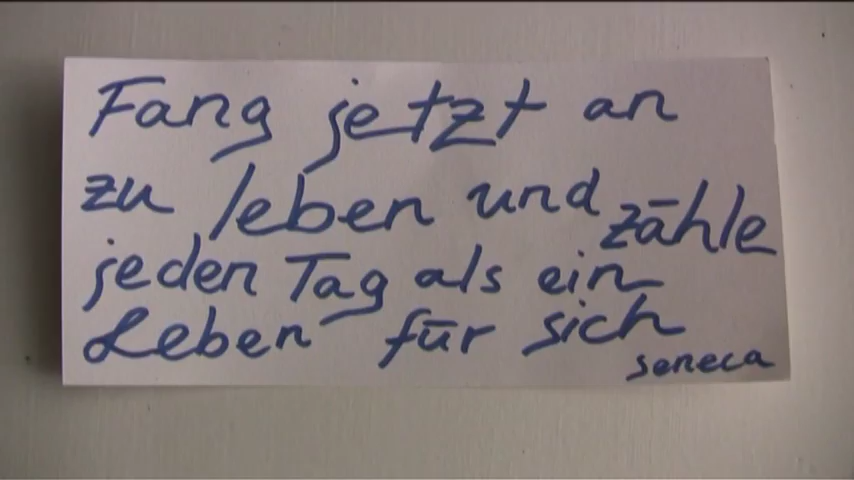 Fang jetzt an
zu leben und zähle
jeden Tag als ein
Leben für sich
Seneca